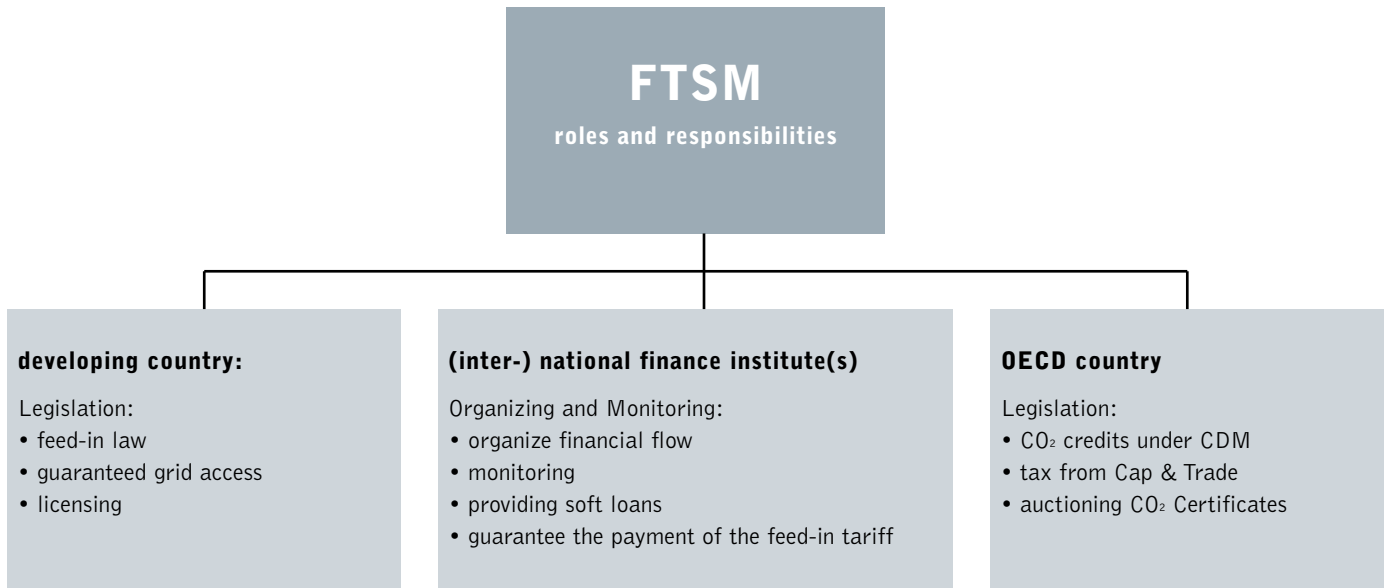 FTSM
roles and responsibilities
developing country:
Legislation:
• feed-in law
• guaranteed grid access
• licensing
(inter-) national finance institute(s)
Organizing and Monitoring:
• organize financial flow
• monitoring
• providing soft loans
• guarantee the payment of the feed-in tariff
OECD country
Legislation:
• CO₂ credits under CDM
• tax from Cap & Trade
• auctioning CO₂ Certificates